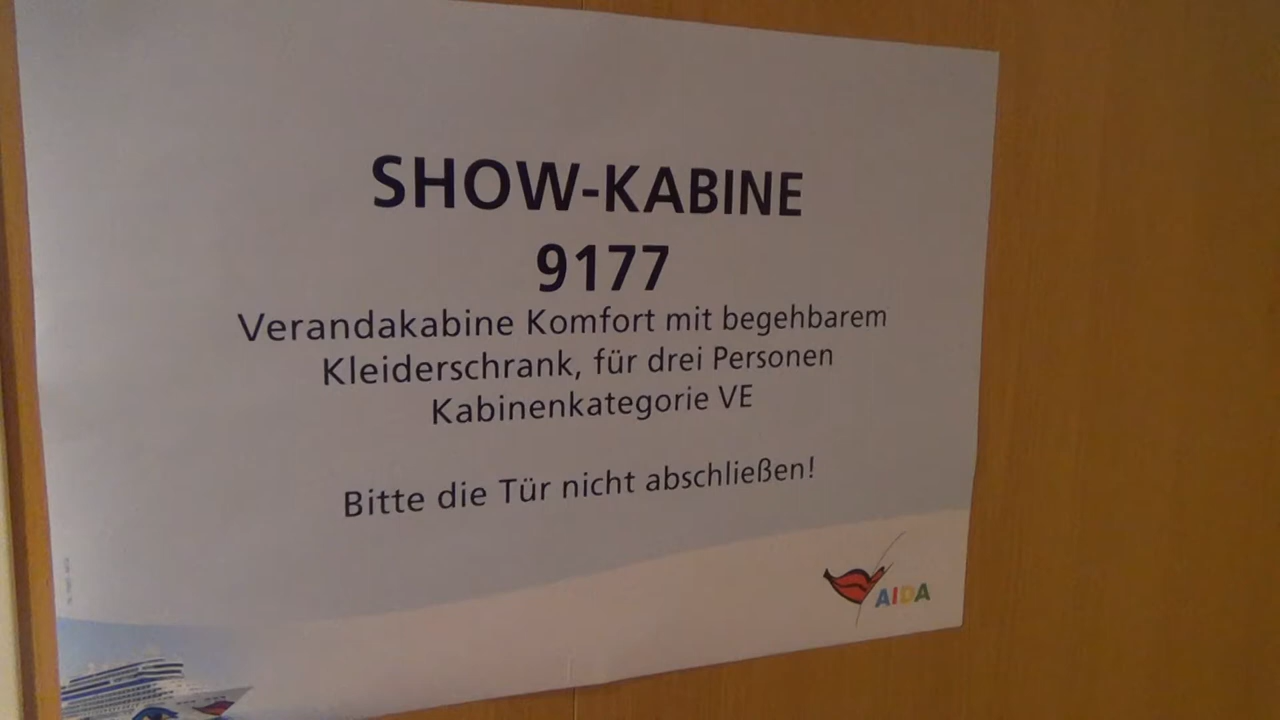 SHOW-KABINE
9177
Verandakabine Komfort mit begehbarem
Kleiderschrank, für drei Personen
Kabinenkategorie VE
Bitte die Tür nicht abschließen!
AIDA